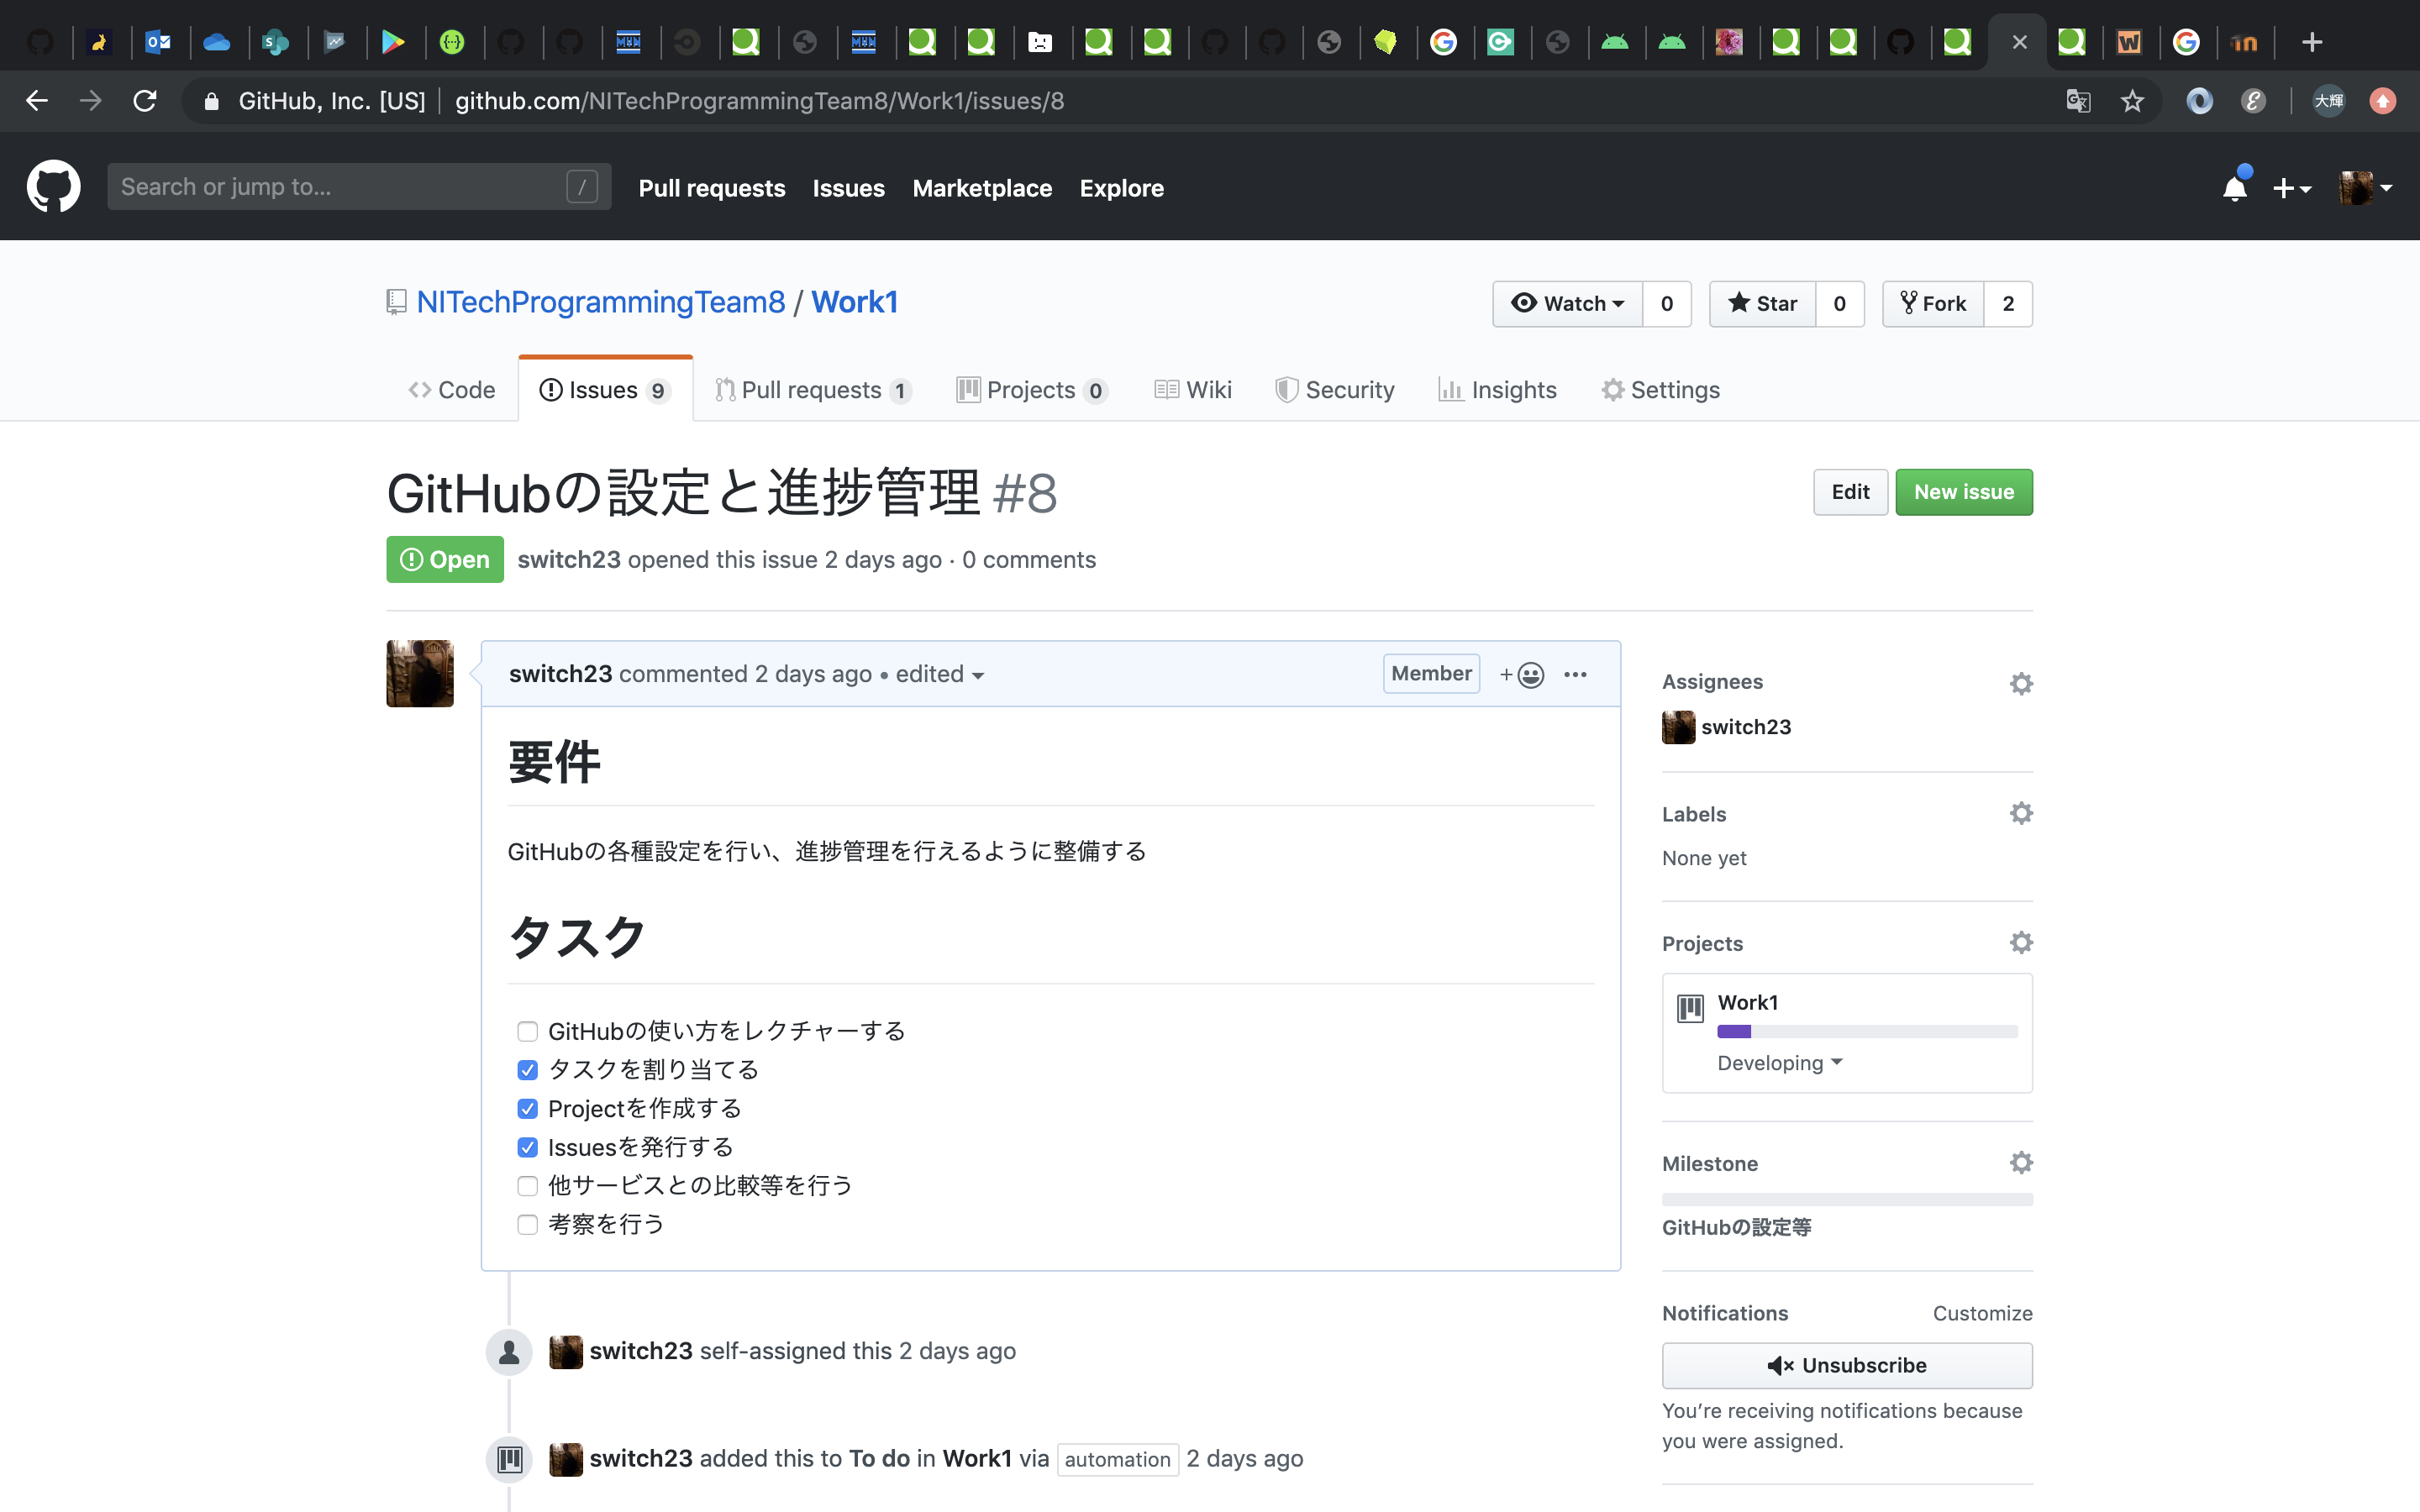 GitHub, Inc. [US] github.com/NITechProgrammingTeam8/Work1/issues/8 大輝
Search or jump to... / Pull requests Issues Marketplace Explore
NITechProgrammingTeam8 / Work1 Watch 0 Star 0 Fork 2
Code Issues 9 Pull requests 1 Projects 0 Wiki Security Insights Settings
GitHubの設定と進捗管理 #8 Edit New issue
Open switch23 opened this issue 2 days ago · 0 comments
switch23 commented 2 days ago • edited Member
要件
GitHubの各種設定を行い、進捗管理を行えるように整備する
タスク
GitHubの使い方をレクチャーする
タスクを割り当てる
Projectを作成する
Issuesを発行する
他サービスとの比較等を行う
考察を行う
switch23 self-assigned this 2 days ago
switch23 added this to To do in Work1 via automation 2 days ago
Assignees
switch23
Labels
None yet
Projects
Work1
Developing
Milestone
GitHubの設定等
Notifications Customize
Unsubscribe
You’re receiving notifications because
you were assigned.